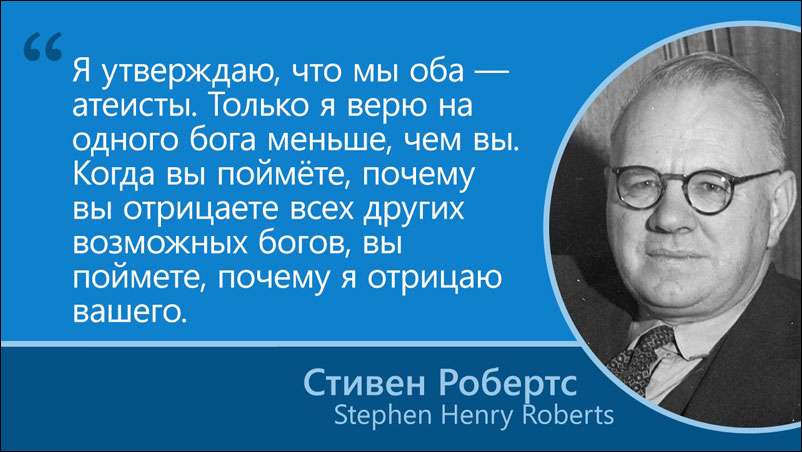 “
Я утверждаю, что мы оба —
атеисты. Только я верю на
одного бога меньше, чем вы.
Когда вы поймёте, почему
вы отрицаете всех других
возможных богов, вы
поймете, почему я отрицаю
вашего.
Стивен Робертс
Stephen Henry Roberts